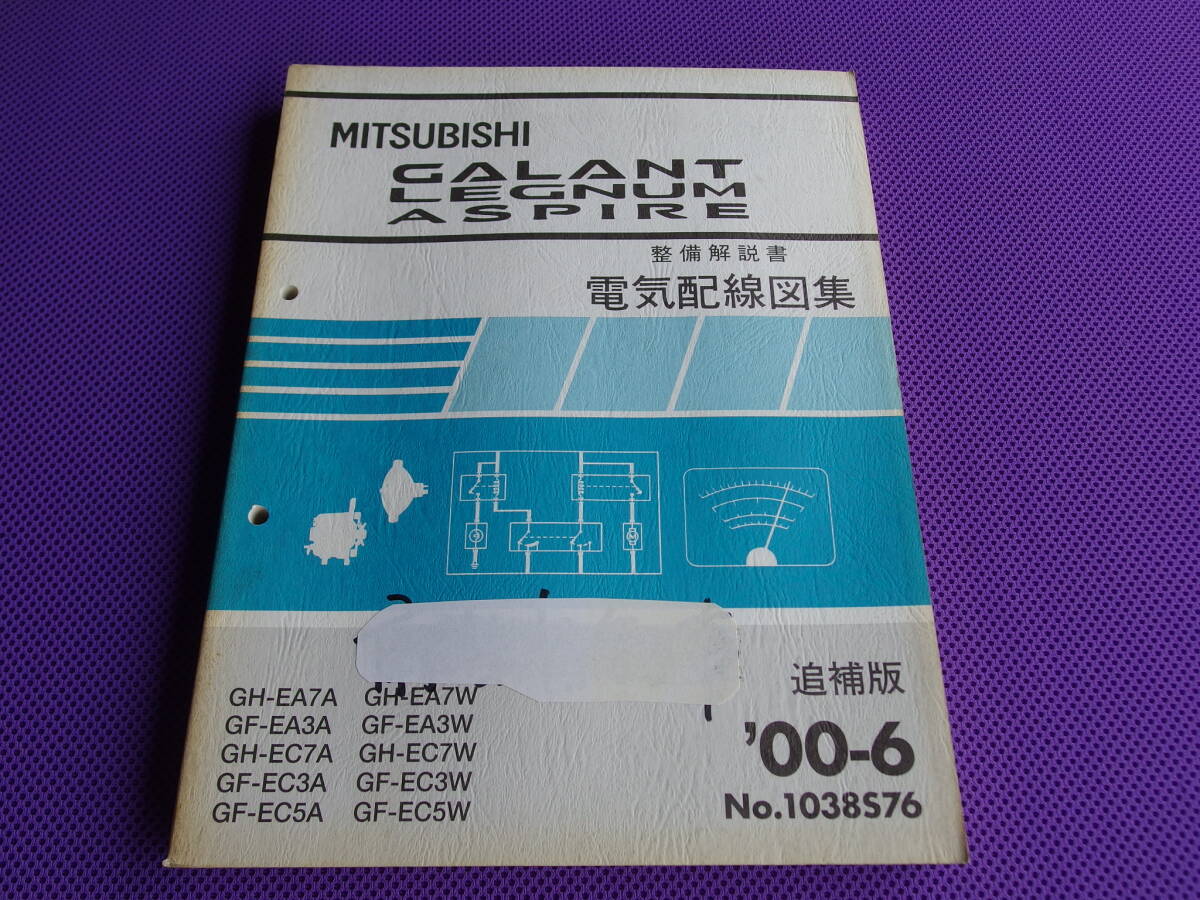 MITSUBISHI
GALANT
LEGNUM
ASPIRE
整備解説書
電気配線図集
GH-EA7A GH-EA7W
GF-EA3A GF-EA3W
GH-EC7A GH-EC7W
GF-EC3A GF-EC3W
GF-EC5A GF-EC5W
追補版
'00-6
No.1038S76